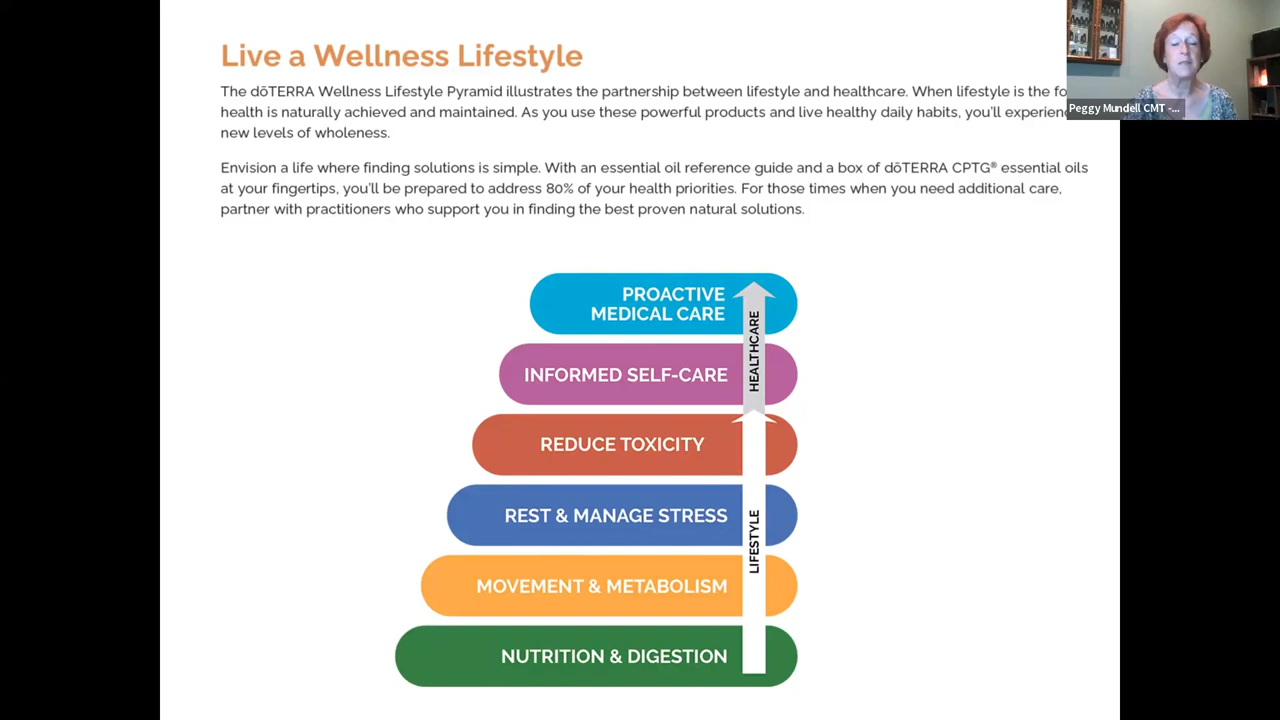 Live a Wellness Lifestyle
The dōTERRA Wellness Lifestyle Pyramid illustrates the partnership between lifestyle and healthcare. When lifestyle is the
health is naturally achieved and maintained. As you use these powerful products and live healthy daily habits, you'll
new levels of wholeness.
Envision a life where finding solutions is simple. With an essential oil reference guide and a box of dōTERRA CPTG® essential oils
at your fingertips, you'll be prepared to address 80% of your health priorities. For those times when you need additional care,
partner with practitioners who support you in finding the best proven natural solutions.
Peggy Mundell CMT -...
PROACTIVE
MEDICAL CARE
INFORMED SELF-CARE
HEALTHCARE
REDUCE TOXICITY
REST & MANAGE STRESS
LIFESTYLE
MOVEMENT & METABOLISM
NUTRITION & DIGESTION